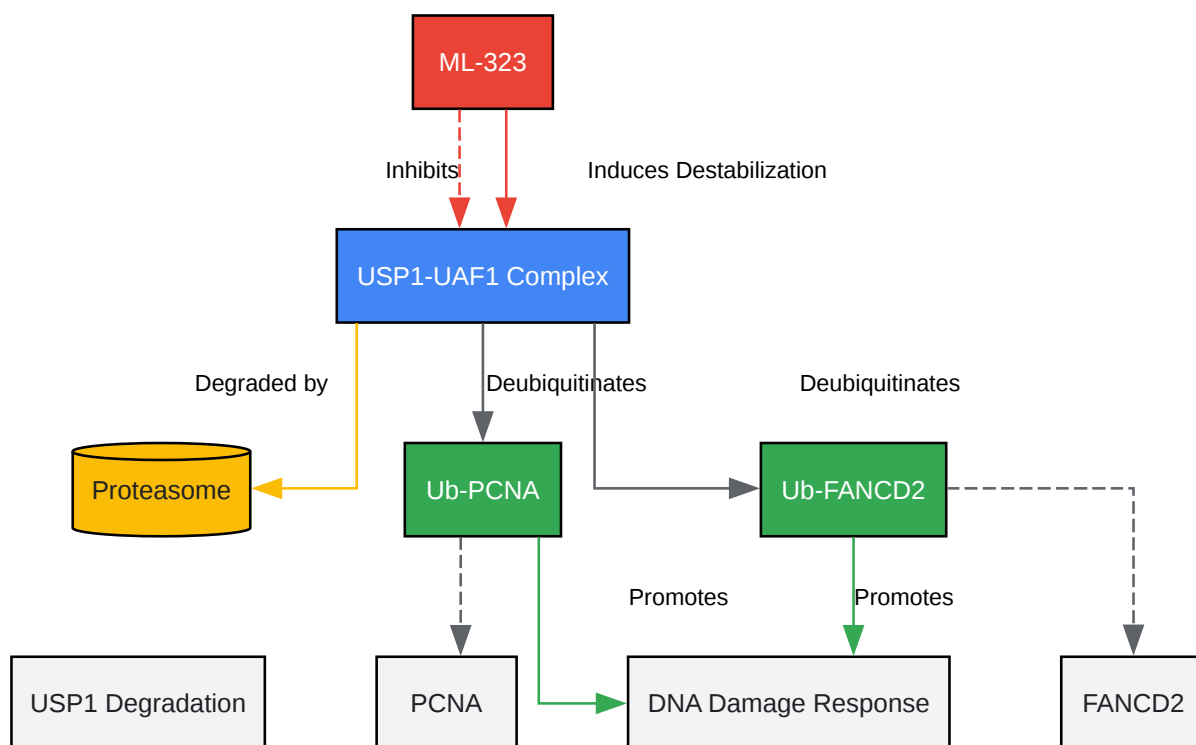 ML-323
Inhibits
Induces Destabilization
USP1-UAF1 Complex
Degraded by
Deubiquitinates
Deubiquitinates
Proteasome
Ub-PCNA
Ub-FANCD2
Promotes
Promotes
USP1 Degradation
PCNA
DNA Damage Response
FANCD2